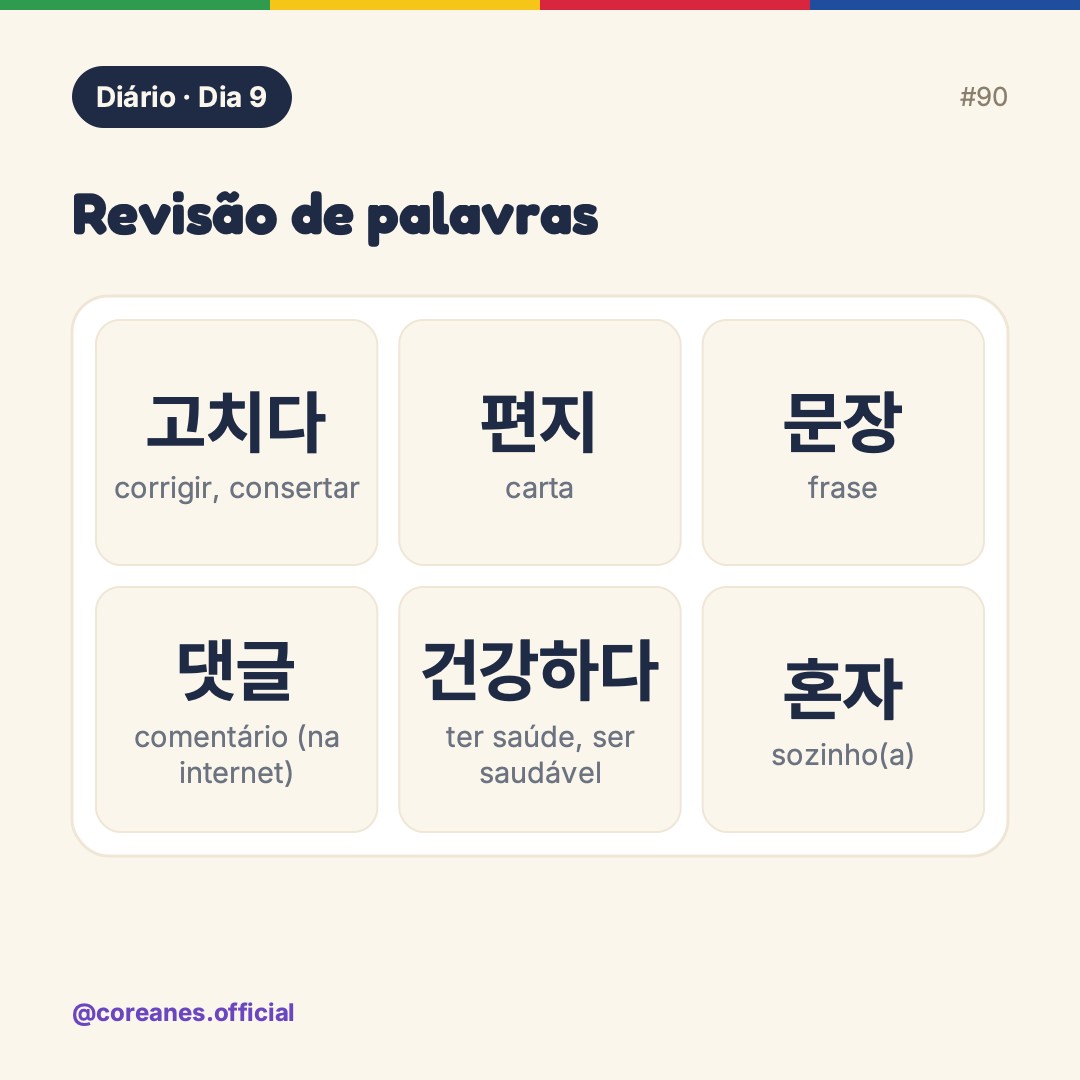 Diário · Dia 9
#90
Revisão de palavras
고치다
corrigir, consertar
편지
carta
문장
frase
댓글
comentário (na
internet)
건강하다
ter saúde, ser
saudável
혼자
sozinho(a)
@coreanes.official